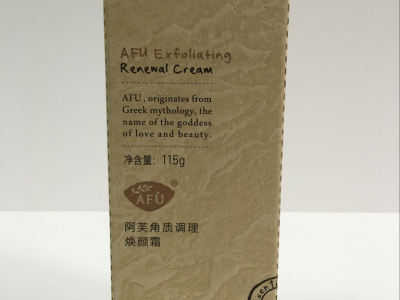 AFU Exfoliating
Renewal Cream
AFU, originates from
Greek mythology, the
name of the goddess
of love and beauty.
净含量: 115g
AFÙ ®
阿芙角质调理
焕颜霜